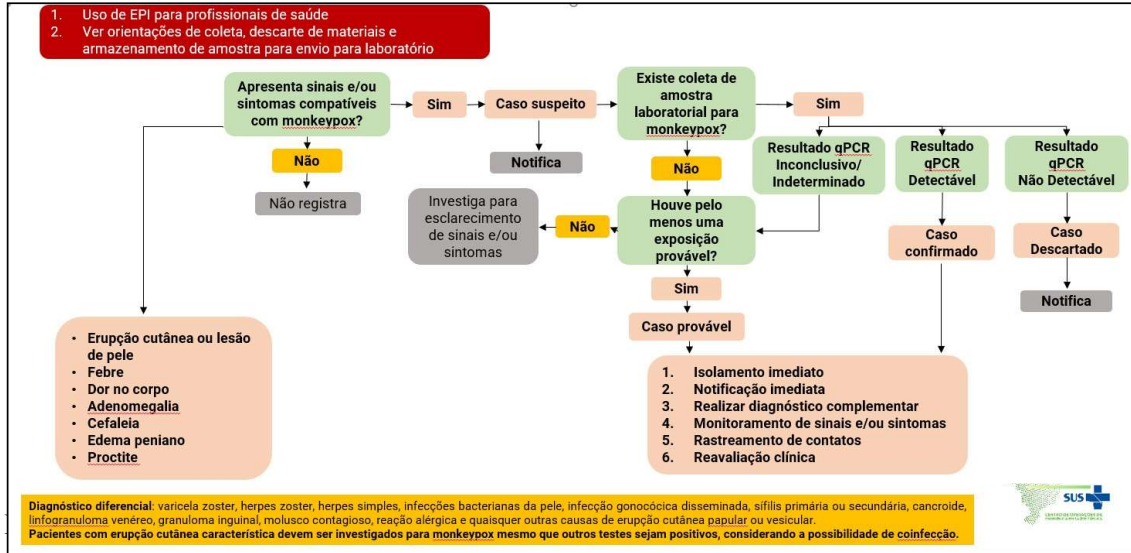 1. Uso de EPI para profissionais de saúde
2. Ver orientações de coleta, descarte de materiais e
armazenamento de amostra para envio para laboratório
Apresenta sinais e/ou
sintomas compatíveis
com monkeypox?
Sim
Caso suspeito
Existe coleta de
amostra
laboratorial para
monkeypox?
Sim
Não
Não registra
Notifica
Não
Resultado qPCR
Inconclusivo/
Indeterminado
Resultado
qPCR
Detectável
Resultado
qPCR
Não Detectável
Investiga para
esclarecimento
de sinais e/ou
sintomas
Não
Houve pelo
menos uma
exposição
provável?
Caso
confirmado
Caso
Descartado
Sim
Notifica
Caso provável
• Erupção cutânea ou lesão
de pele
• Febre
• Dor no corpo
• Adenomegalia
• Cefaleia
• Edema peniano
• Proctite
1. Isolamento imediato
2. Notificação imediata
3. Realizar diagnóstico complementar
4. Monitoramento de sinais e/ou sintomas
5. Rastreamento de contatos
6. Reavaliação clínica
Diagnóstico diferencial: varicela zoster, herpes zoster, herpes simples, infecções bacterianas da pele, infecção gonocócica disseminada, sífilis primária ou secundária, cancroide,
linfogranuloma venéreo, granuloma inguinal, molusco contagioso, reação alérgica e quaisquer outras causas de erupção cutânea papular ou vesicular.
Pacientes com erupção cutânea característica devem ser investigados para monkeypox mesmo que outros testes sejam positivos, considerando a possibilidade de coinfecção.
SUS